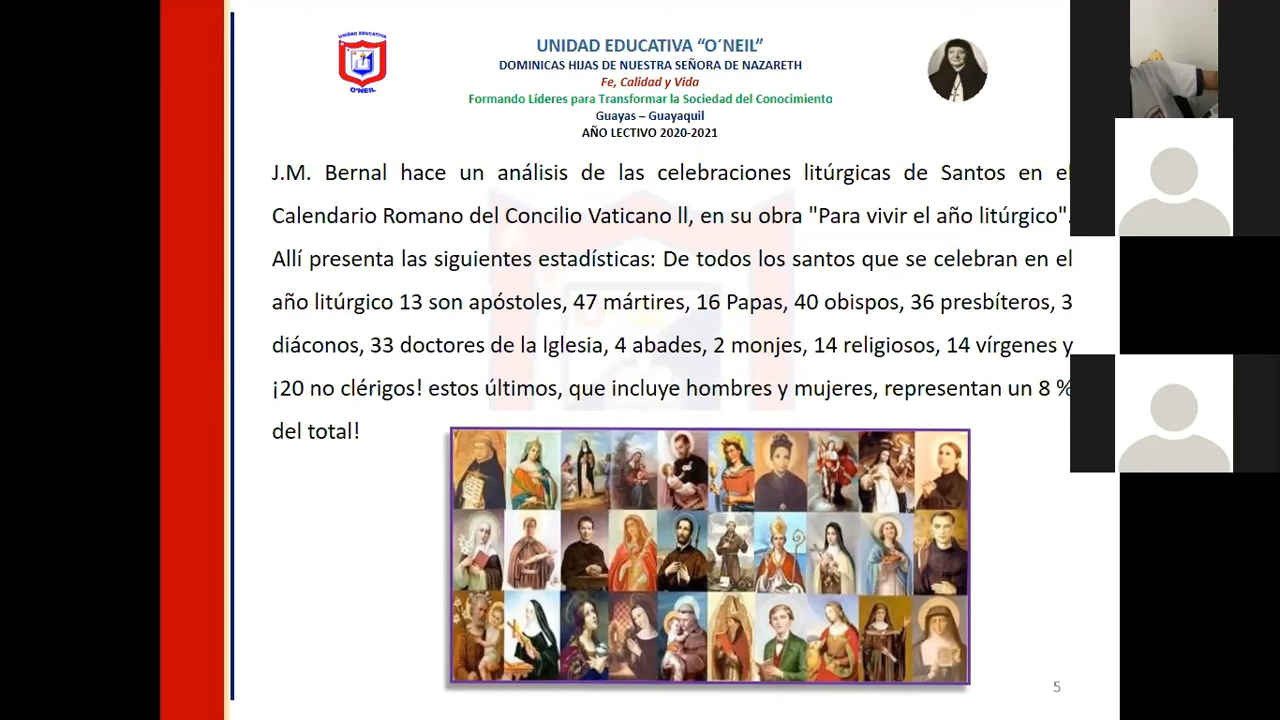 UNIDAD EDUCATIVA
O'NEIL
UNIDAD EDUCATIVA “O´NEIL”
DOMINICAS HIJAS DE NUESTRA SEÑORA DE NAZARETH
Fe, Calidad y Vida
Formando Líderes para Transformar la Sociedad del Conocimiento
Guayas – Guayaquil
AÑO LECTIVO 2020-2021
J.M. Bernal hace un análisis de las celebraciones litúrgicas de Santos en el
Calendario Romano del Concilio Vaticano ll, en su obra "Para vivir el año litúrgico".
Allí presenta las siguientes estadísticas: De todos los santos que se celebran en el
año litúrgico 13 son apóstoles, 47 mártires, 16 Papas, 40 obispos, 36 presbíteros, 3
diáconos, 33 doctores de la lglesia, 4 abades, 2 monjes, 14 religiosos, 14 vírgenes y
¡20 no clérigos! estos últimos, que incluye hombres y mujeres, representan un 8 %
del total!
5